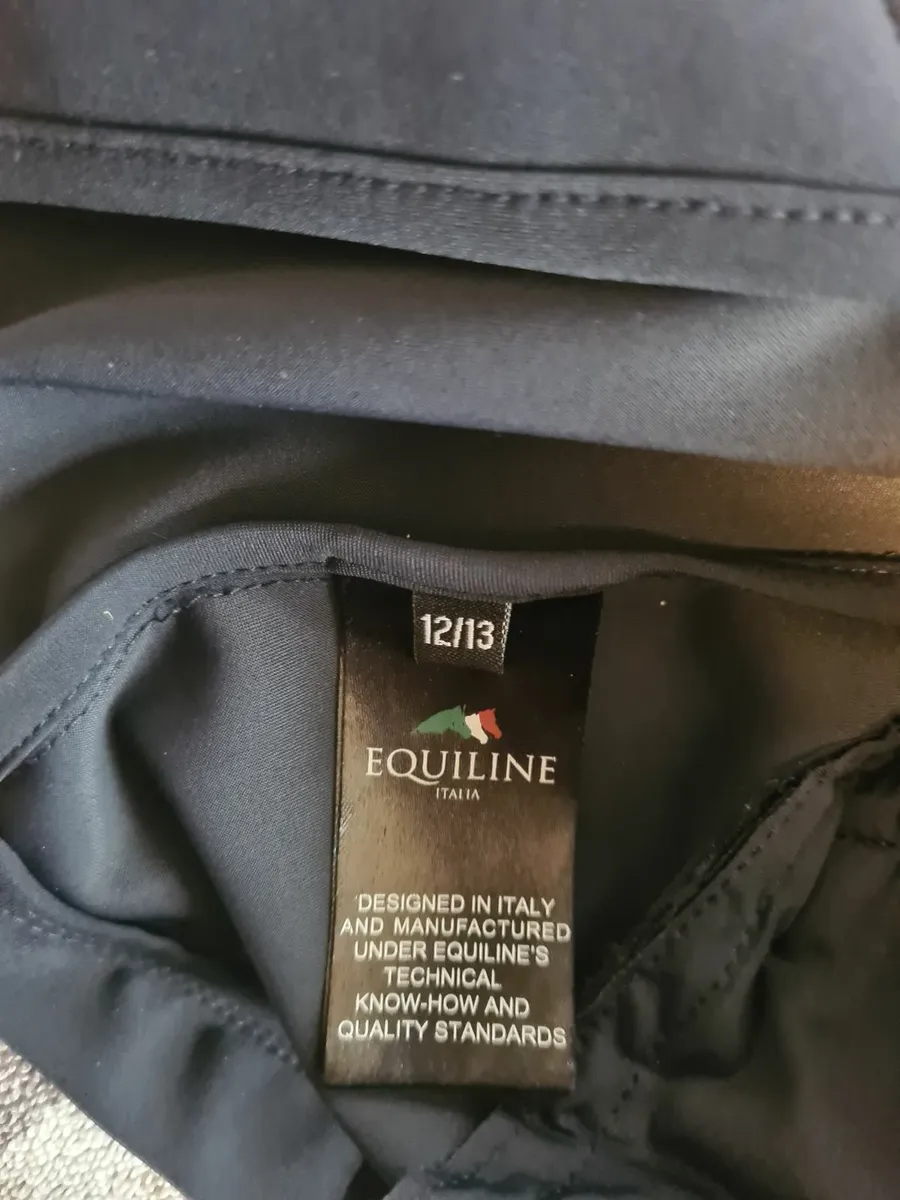 12/13
EQUILINE
ITALIA
DESIGNED IN ITALY
AND MANUFACTURED
UNDER EQUILINE'S
TECHNICAL
KNOW-HOW AND
QUALITY STANDARDS